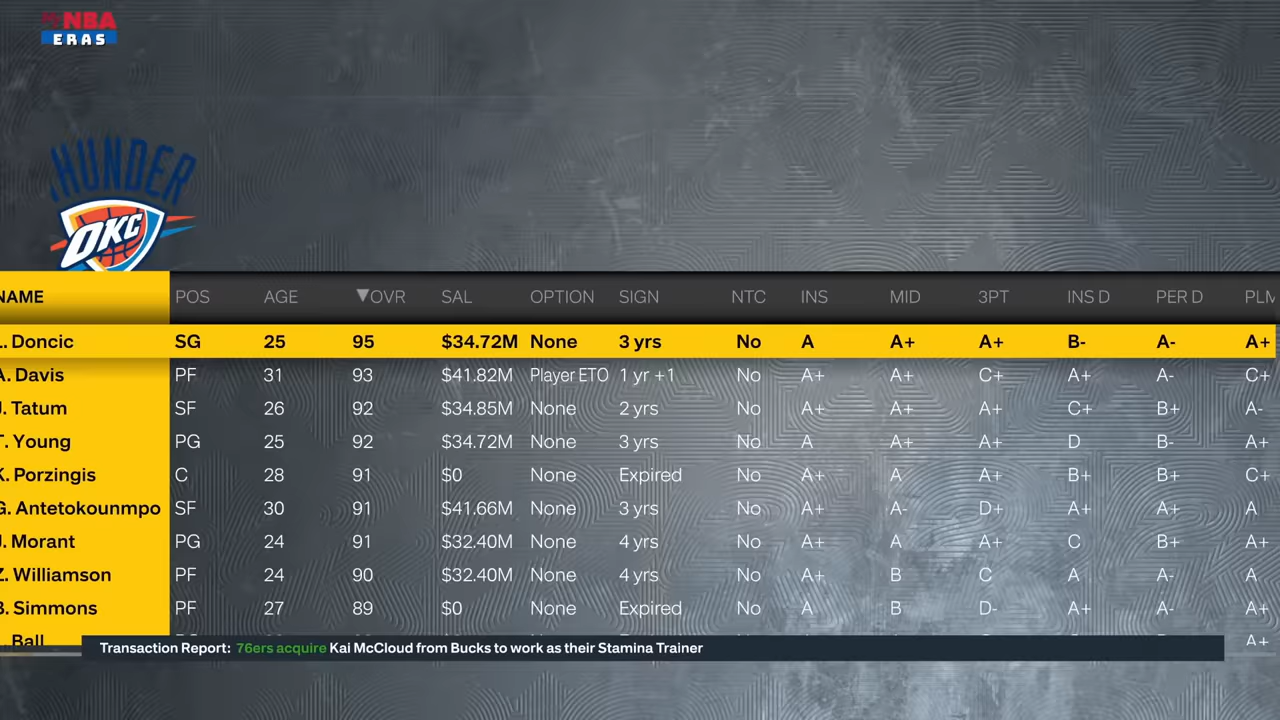 NBA
ERAS
THUNDER
OKC
NAME POS AGE ▼OVR SAL OPTION SIGN NTC INS MID 3PT INS D PER D PLM
L. Doncic SG 25 95 $34.72M None 3 yrs No A A+ A+ B- A- A+
A. Davis PF 31 93 $41.82M Player ETO 1 yr +1 No A+ A+ C+ A+ A- C+
J. Tatum SF 26 92 $34.85M None 2 yrs No A+ A+ A+ C+ B+ A-
T. Young PG 25 92 $34.72M None 3 yrs No A A+ A+ D B- A+
K. Porzingis C 28 91 $0 None Expired No A+ A A+ B+ B+ C+
G. Antetokounmpo SF 30 91 $41.66M None 3 yrs No A+ A- D+ A+ A+ A
J. Morant PG 24 91 $32.40M None 4 yrs No A+ A A+ C B+ A+
Z. Williamson PF 24 90 $32.40M None 4 yrs No A+ B C A A- A
B. Simmons PF 27 89 $0 None Expired No A B D- A+ A- A+
Ball A+
Transaction Report: 76ers acquire Kai McCloud from Bucks to work as their Stamina Trainer